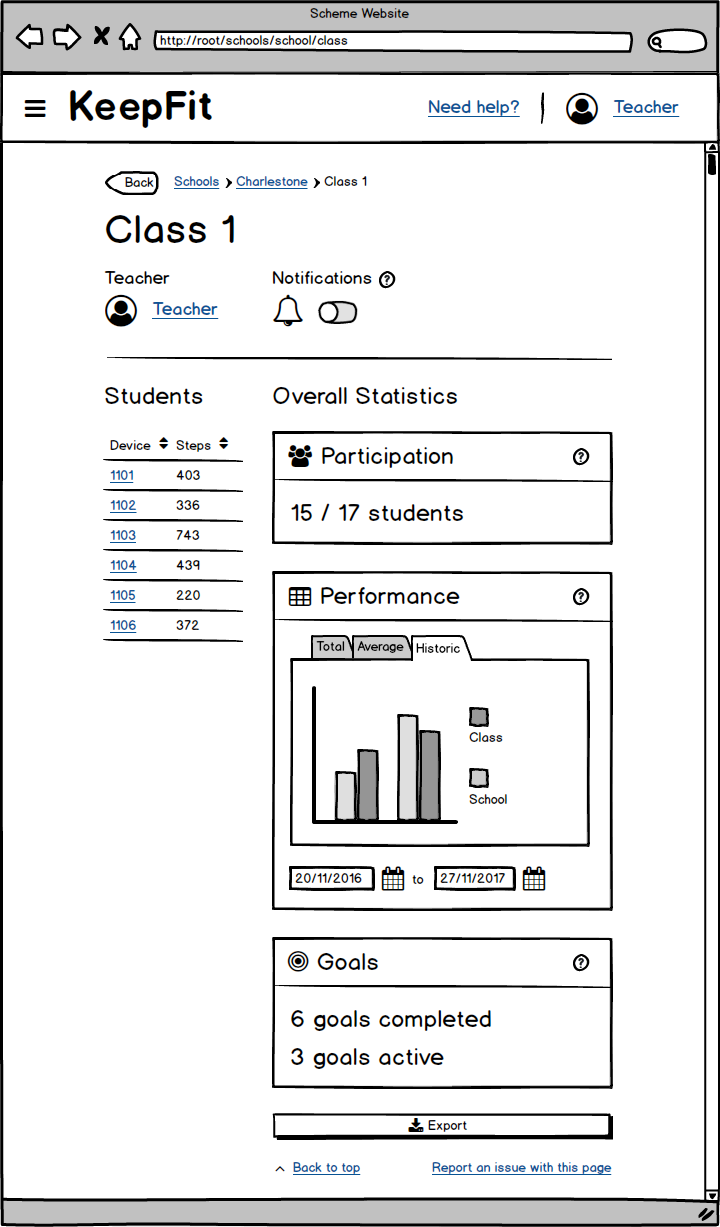 Scheme Website
http://root/schools/school/class
KeepFit
Need help?
Teacher
Back
Schools Charlestone Class 1
Class 1
Teacher
Teacher
Notifications ?
Students
Device Steps
1101 403
1102 336
1103 743
1104 439
1105 220
1106 372
Overall Statistics
Participation ?
15 / 17 students
Performance ?
Total Average Historic
Class
School
20/11/2016 to 27/11/2017
Goals ?
6 goals completed
3 goals active
Export
Back to top
Report an issue with this page